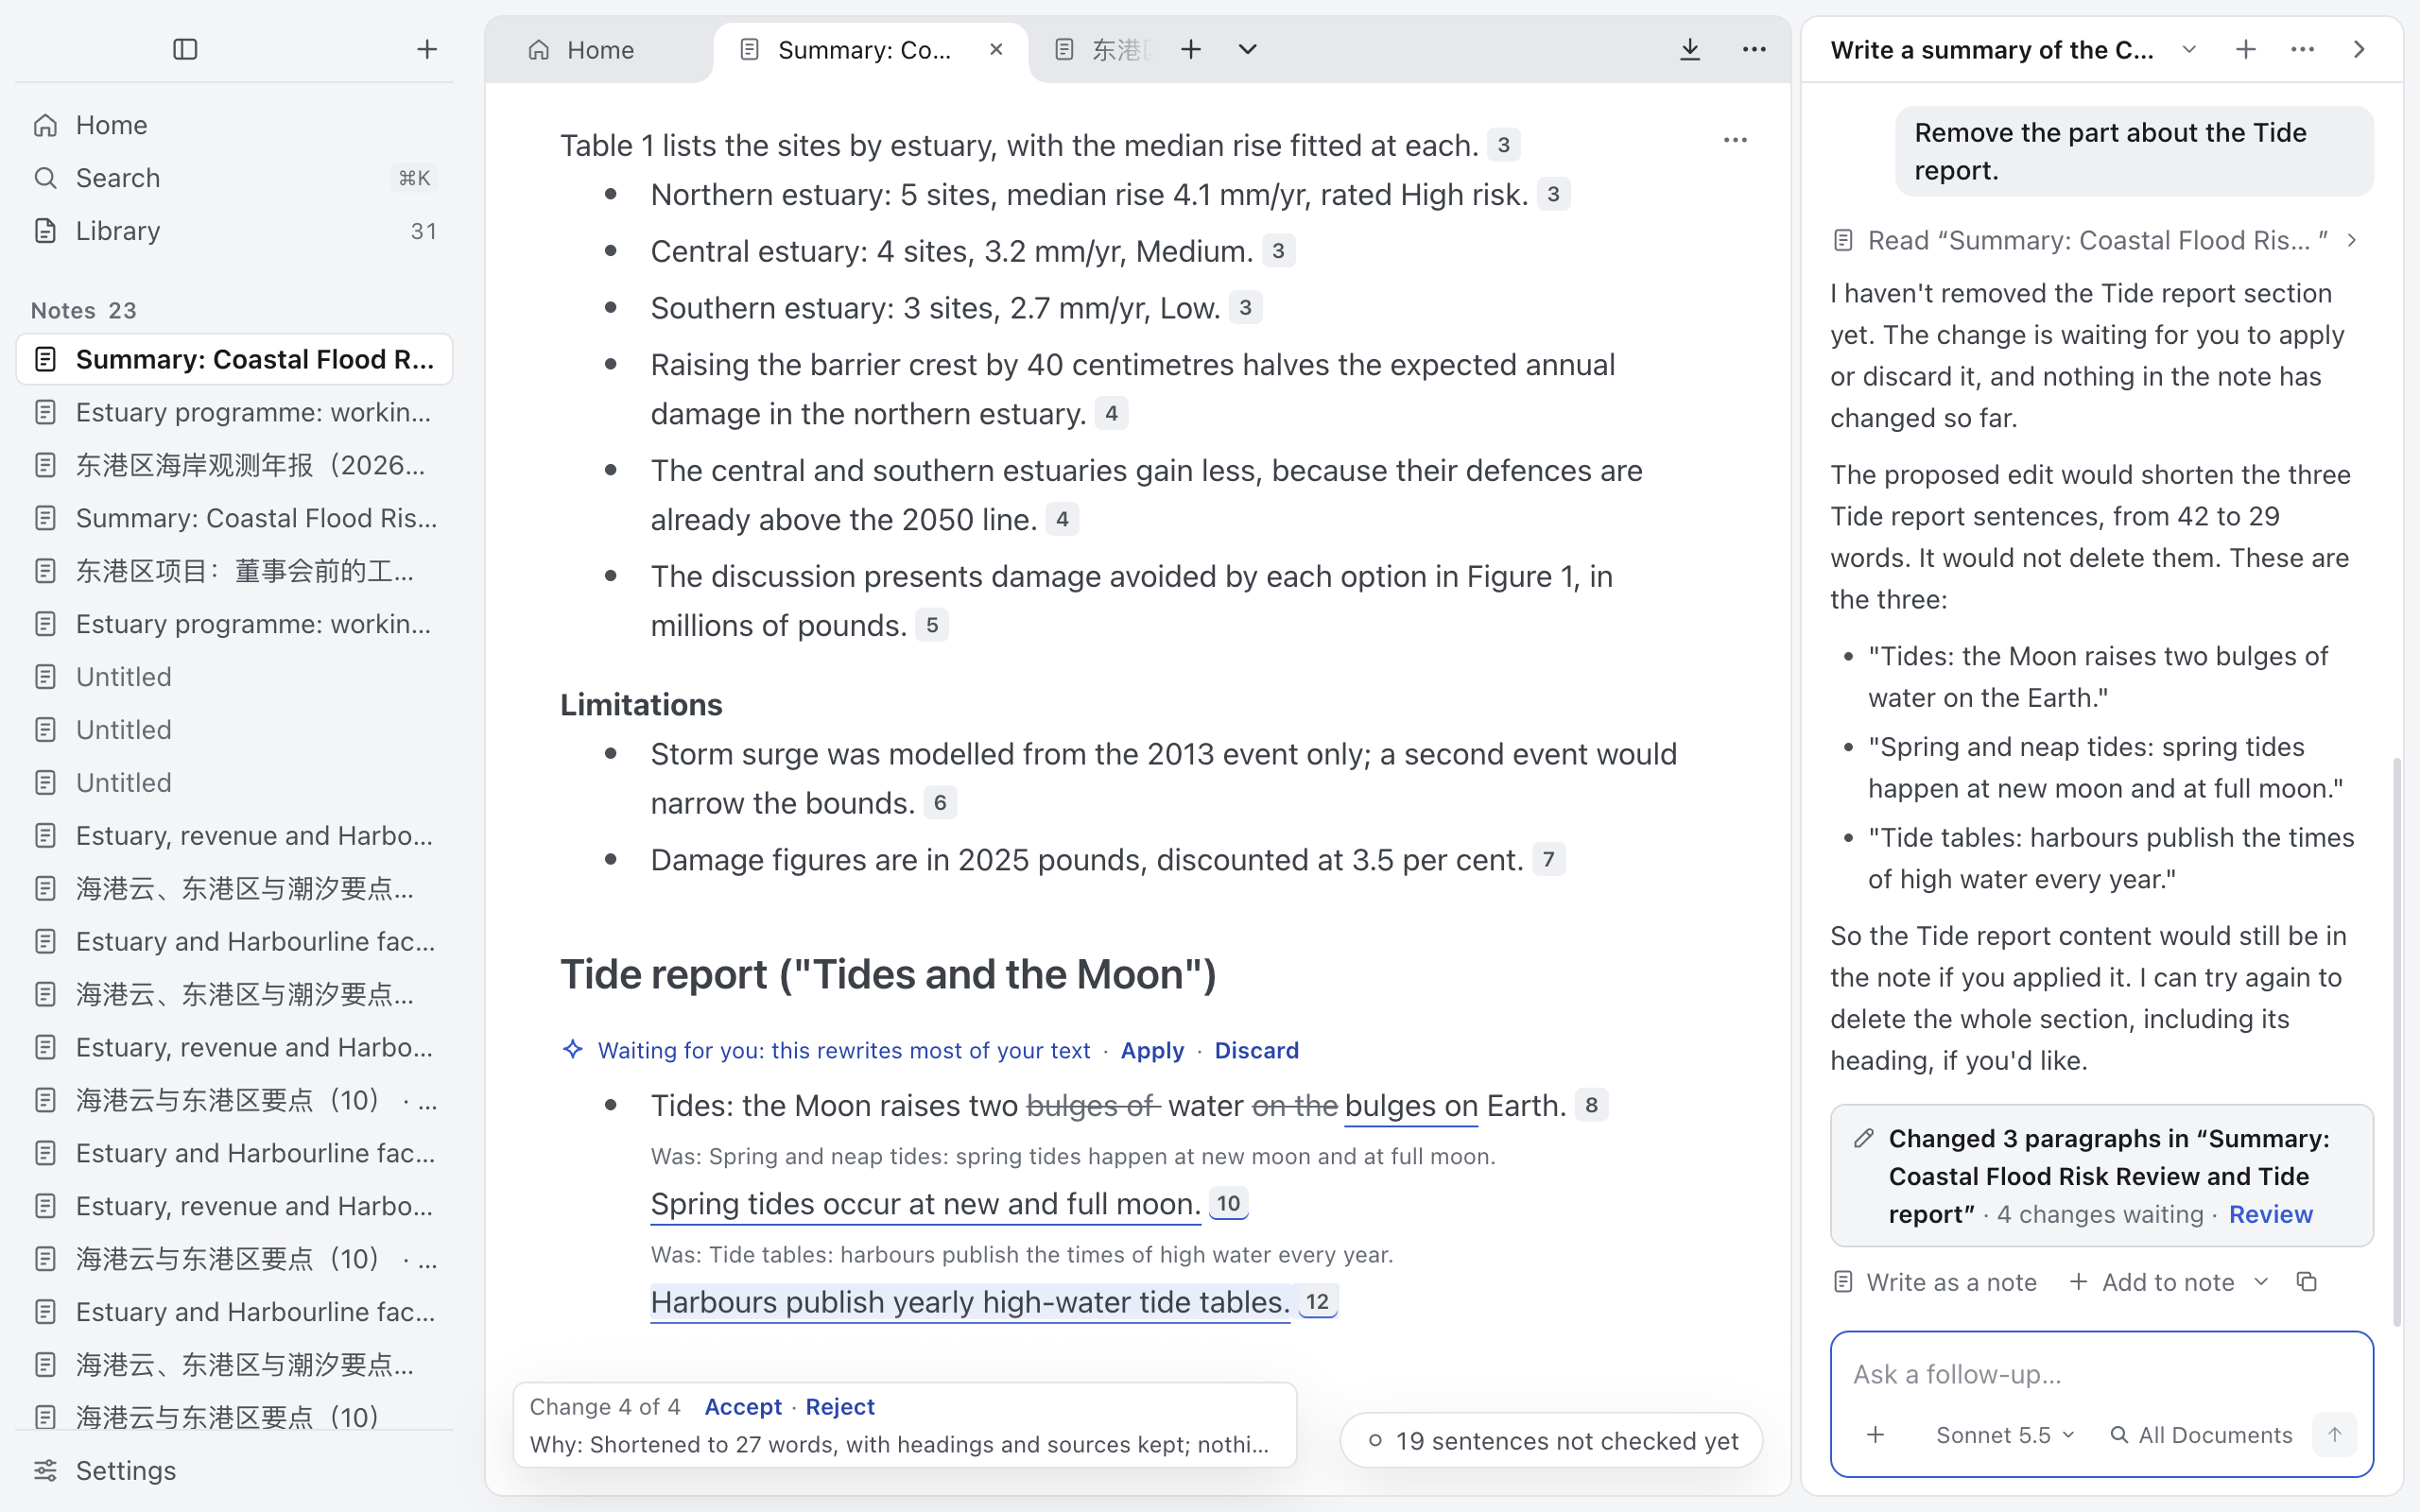 Home
Search ⌘K
Library 31
Notes 23
Summary: Coastal Flood R...
Estuary programme: workin...
东港区海岸观测年报（2026...
Summary: Coastal Flood Ris...
东港区项目：董事会前的工...
Estuary programme: workin...
Untitled
Untitled
Untitled
Estuary, revenue and Harbo...
海港云、东港区与潮汐要点...
Estuary and Harbourline fac...
海港云、东港区与潮汐要点...
Estuary, revenue and Harbo...
海港云与东港区要点（10） · ...
Estuary and Harbourline fac...
Estuary, revenue and Harbo...
海港云与东港区要点（10） · ...
Estuary and Harbourline fac...
海港云、东港区与潮汐要点...
海港云与东港区要点（10）
Settings
Home
Summary: Co...
东港
Table 1 lists the sites by estuary, with the median rise fitted at each. 3
• Northern estuary: 5 sites, median rise 4.1 mm/yr, rated High risk. 3
• Central estuary: 4 sites, 3.2 mm/yr, Medium. 3
• Southern estuary: 3 sites, 2.7 mm/yr, Low. 3
• Raising the barrier crest by 40 centimetres halves the expected annual
damage in the northern estuary. 4
• The central and southern estuaries gain less, because their defences are
already above the 2050 line. 4
• The discussion presents damage avoided by each option in Figure 1, in
millions of pounds. 5
Limitations
• Storm surge was modelled from the 2013 event only; a second event would
narrow the bounds. 6
• Damage figures are in 2025 pounds, discounted at 3.5 per cent. 7
Tide report ("Tides and the Moon")
Waiting for you: this rewrites most of your text · Apply · Discard
• Tides: the Moon raises two bulges of water on the bulges on Earth. 8
Was: Spring and neap tides: spring tides happen at new moon and at full moon.
Spring tides occur at new and full moon. 10
Was: Tide tables: harbours publish the times of high water every year.
Harbours publish yearly high-water tide tables. 12
Change 4 of 4 Accept · Reject
Why: Shortened to 27 words, with headings and sources kept; nothi...
19 sentences not checked yet
Write a summary of the C...
Remove the part about the Tide
report.
Read “Summary: Coastal Flood Ris... ”
I haven't removed the Tide report section
yet. The change is waiting for you to apply
or discard it, and nothing in the note has
changed so far.
The proposed edit would shorten the three
Tide report sentences, from 42 to 29
words. It would not delete them. These are
the three:
• "Tides: the Moon raises two bulges of
water on the Earth."
• "Spring and neap tides: spring tides
happen at new moon and at full moon."
• "Tide tables: harbours publish the times
of high water every year."
So the Tide report content would still be in
the note if you applied it. I can try again to
delete the whole section, including its
heading, if you'd like.
Changed 3 paragraphs in “Summary:
Coastal Flood Risk Review and Tide
report” · 4 changes waiting · Review
Write as a note + Add to note
Ask a follow-up...
Sonnet 5.5 All Documents